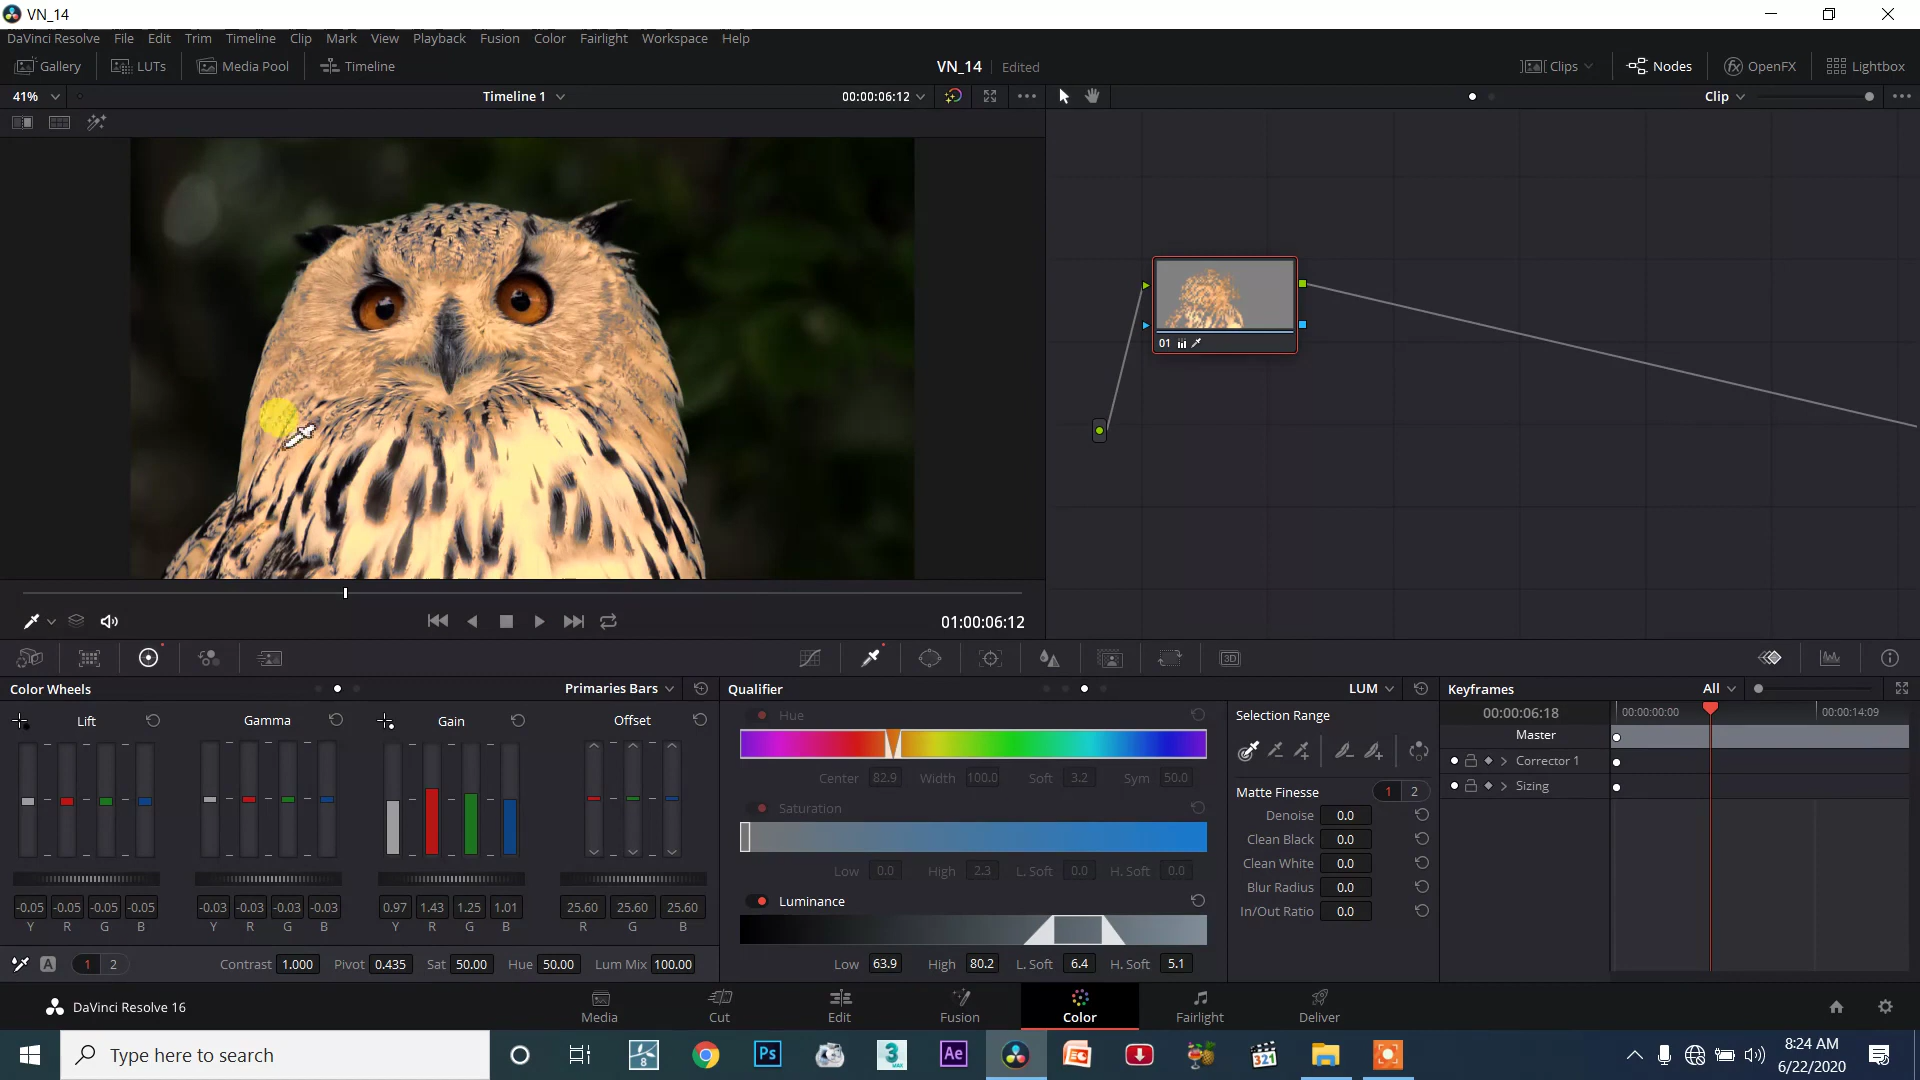 VN_14
DaVinci Resolve File Edit Trim Timeline Clip Mark View Playback Fusion Color Fairlight Workspace Help
Gallery LUTs Media Pool Timeline VN_14 Edited Clips Nodes OpenFX Lightbox
41% Timeline 1 00:00:06:12 Clip
01
01:00:06:12
Color Wheels Primaries Bars Qualifier LUM Keyframes All
Lift Gamma Gain Offset Hue Selection Range 00:00:06:18 00:00:00:00 00:00:14:09
Master
Center 82.9 Width 100.0 Soft 3.2 Sym 50.0 Corrector 1
Matte Finesse 1 2 Sizing
Saturation Denoise 0.0
Clean Black 0.0
Low 0.0 High 2.3 L. Soft 0.0 H. Soft 0.0 Clean White 0.0
Luminance Blur Radius 0.0
-0.05 -0.05 -0.05 -0.05 -0.03 -0.03 -0.03 -0.03 0.97 1.43 1.25 1.01 25.60 25.60 25.60 In/Out Ratio 0.0
Y R G B Y R G B Y R G B R G B
A 1 2 Contrast 1.000 Pivot 0.435 Sat 50.00 Hue 50.00 Lum Mix 100.00 Low 63.9 High 80.2 L. Soft 6.4 H. Soft 5.1
DaVinci Resolve 16 Media Cut Edit Fusion Color Fairlight Deliver
Type here to search 8 Ps 3 MAX Ae 321 8:24 AM
6/22/2020
3D
fx